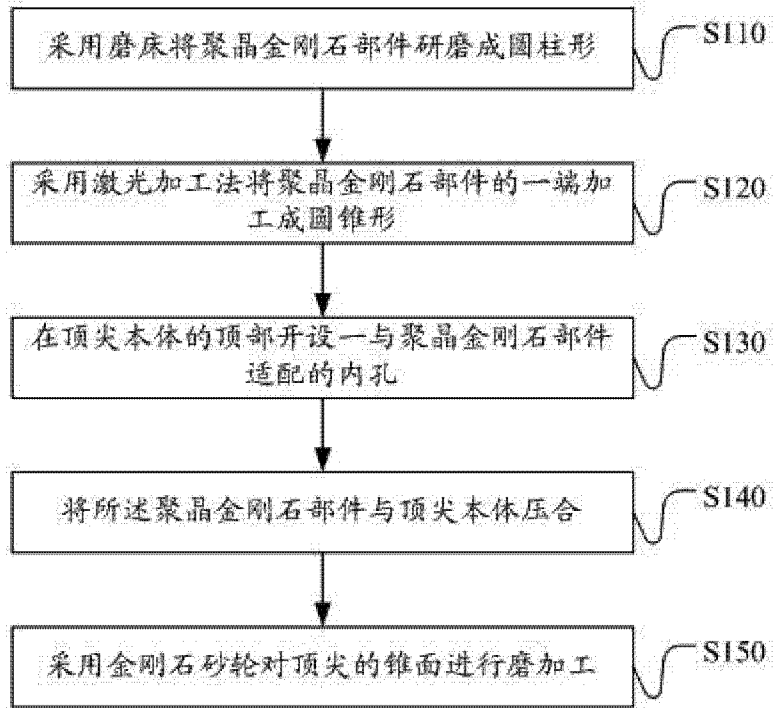 采用磨床将聚晶金刚石部件研磨成圆柱形
S110
采用激光加工法将聚晶金刚石部件的一端加
工成圆锥形
S120
在顶尖本体的顶部开设一与聚晶金刚石部件
适配的内孔
S130
将所述聚晶金刚石部件与顶尖本体压合
S140
采用金刚石砂轮对顶尖的锥面进行磨加工
S150